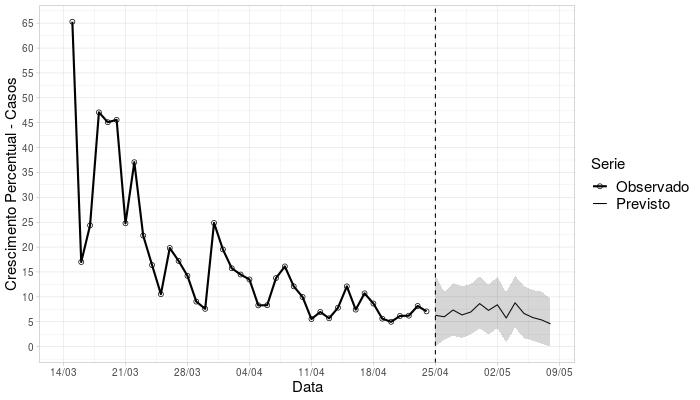 Crescimento Percentual - Casos
65
60
55
50
45
40
35
30
25
20
15
10
5
0
14/03 21/03 28/03 04/04 11/04 18/04 25/04 02/05 09/05
Data
Serie
Observado
Previsto